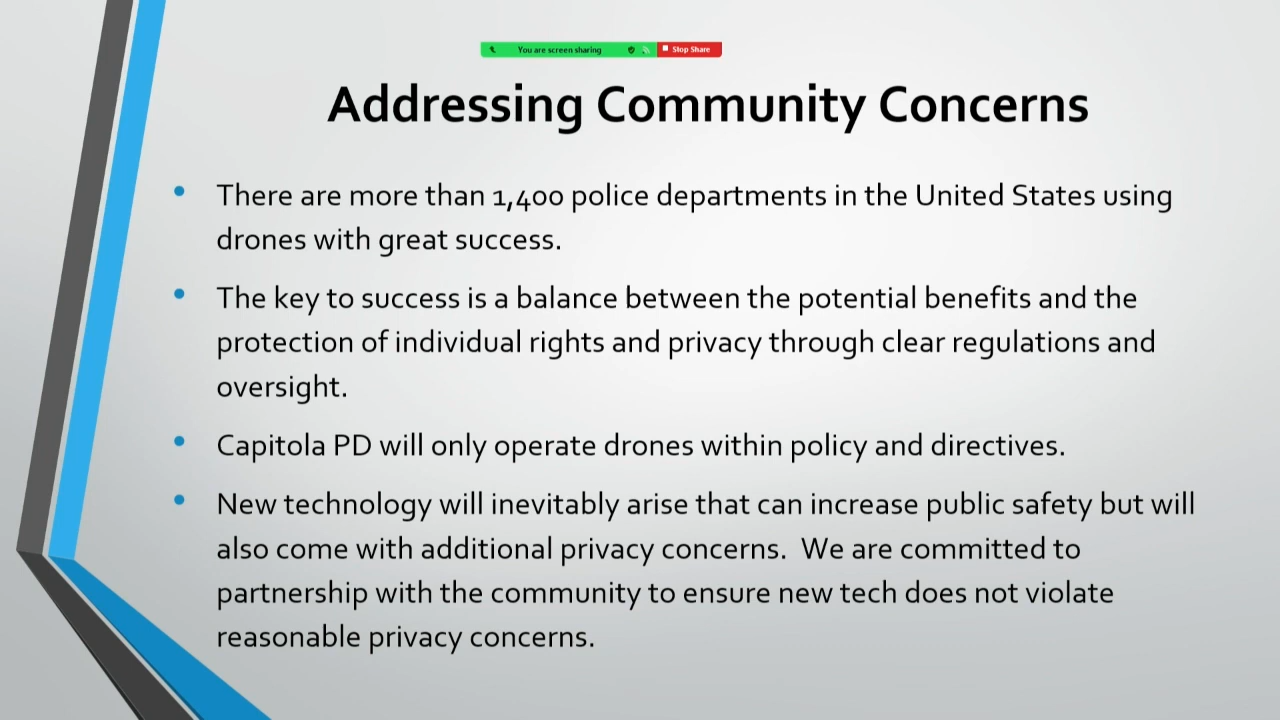 You are screen sharing
Stop Share
Addressing Community Concerns
There are more than 1,400 police departments in the United States using
drones with great success.
The key to success is a balance between the potential benefits and the
protection of individual rights and privacy through clear regulations and
oversight.
Capitola PD will only operate drones within policy and directives.
New technology will inevitably arise that can increase public safety but will
also come with additional privacy concerns.  We are committed to
partnership with the community to ensure new tech does not violate
reasonable privacy concerns.